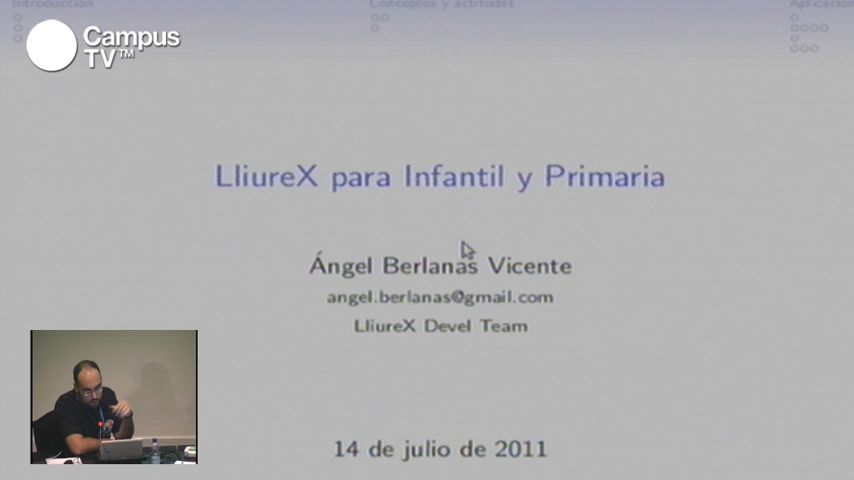 Introducción
Conceptos y actitudes
Campus
TV™
LliureX para Infantil y Primaria
Ángel Berlanas Vicente
angel.berlanas@gmail.com
LliureX Devel Team
14 de julio de 2011